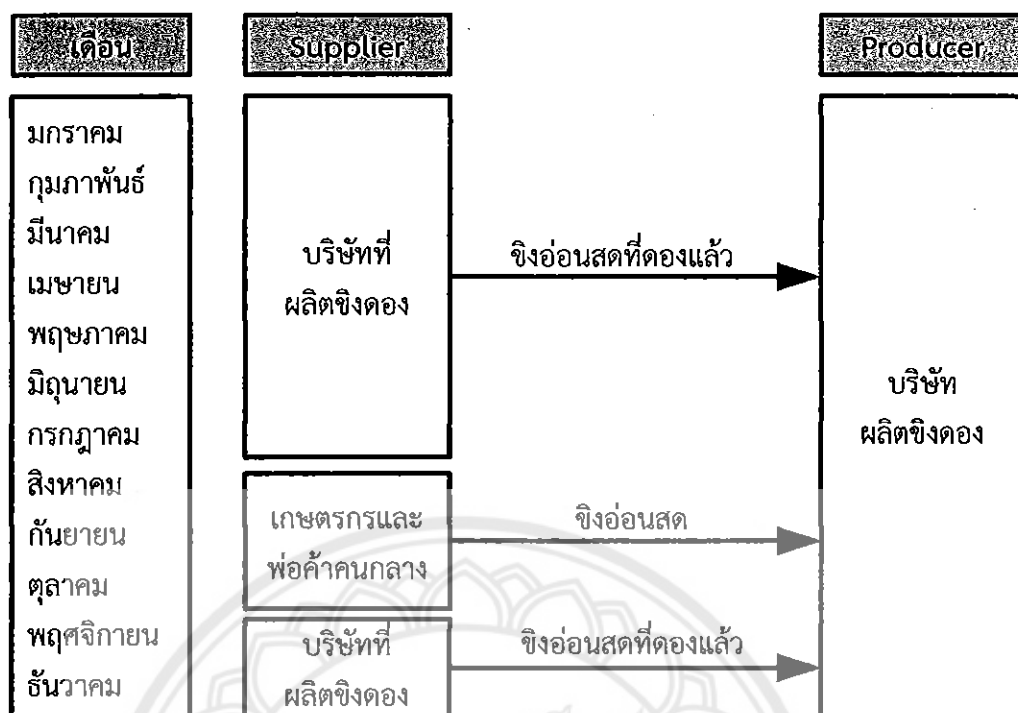 เดือน
Supplier
Producer
มกราคม
กุมภาพันธ์
มีนาคม
เมษายน
พฤษภาคม
มิถุนายน
กรกฎาคม
สิงหาคม
กันยายน
ตุลาคม
พฤศจิกายน
ธันวาคม
บริษัทที่
ผลิตขิงดอง
ขิงอ่อนสดที่ดองแล้ว
เกษตรกรและ
พ่อค้าคนกลาง
ขิงอ่อนสด
บริษัทที่
ผลิตขิงดอง
ขิงอ่อนสดที่ดองแล้ว
บริษัท
ผลิตขิงดอง